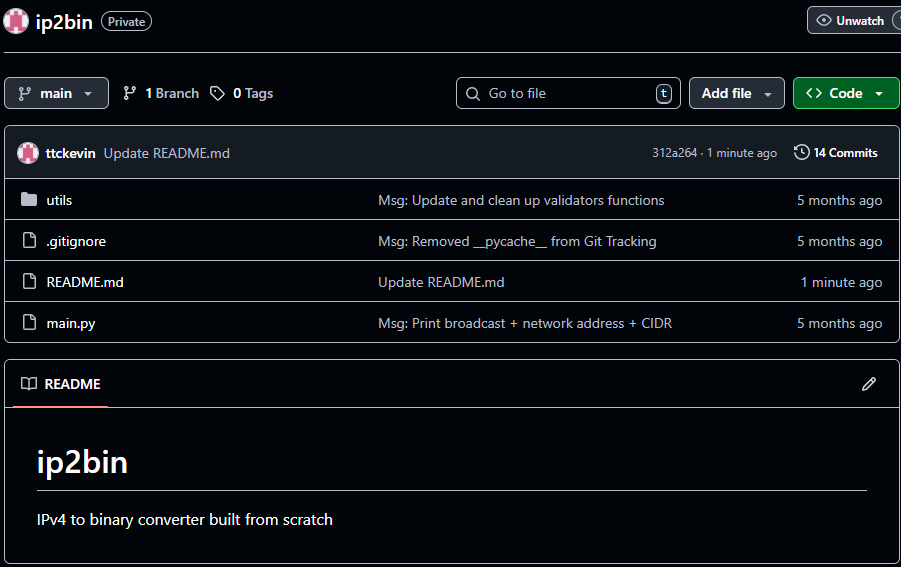 ip2bin Private Unwatch
main 1 Branch 0 Tags Go to file t Add file Code
ttckevin Update README.md 312a264 · 1 minute ago 14 Commits
utils Msg: Update and clean up validators functions 5 months ago
.gitignore Msg: Removed __pycache__ from Git Tracking 5 months ago
README.md Update README.md 1 minute ago
main.py Msg: Print broadcast + network address + CIDR 5 months ago
README
ip2bin
IPv4 to binary converter built from scratch